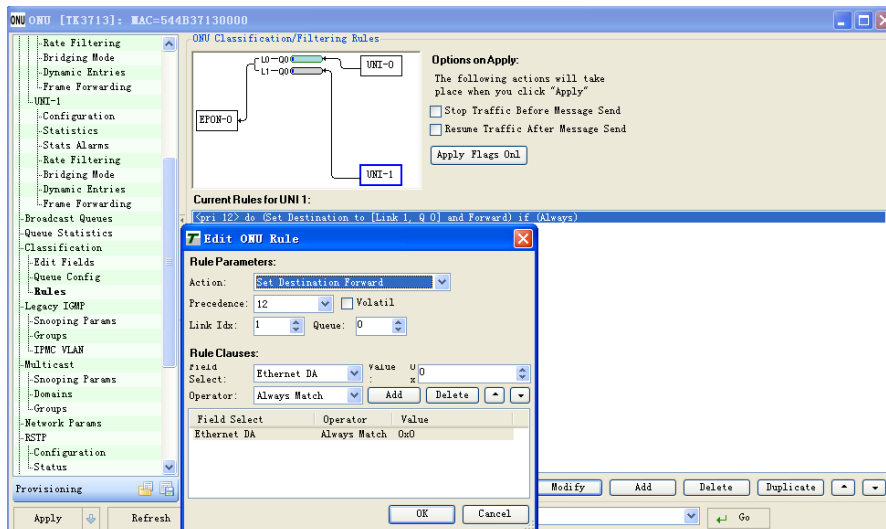 ONU ONU [TK3713]: MAC=544B37130000
Rate Filtering
Bridging Mode
Dynamic Entries
Frame Forwarding
UNI-1
Configuration
Statistics
Stats Alarms
Rate Filtering
Bridging Mode
Dynamic Entries
Frame Forwarding
Broadcast Queues
Queue Statistics
Classification
Edit Fields
Queue Config
Rules
Legacy IGMP
Snooping Params
Groups
IPMC VLAN
Multicast
Snooping Params
Domains
Groups
Network Params
RSTP
Configuration
Status
Provisioning
Apply Refresh
ONU Classification/Filtering Rules
L0-Q0
L1-Q0
UNI-0
EPON-0
UNI-1
Options on Apply:
The following actions will take
place when you click "Apply"
Stop Traffic Before Message Send
Resume Traffic After Message Send
Apply Flags Onl
Current Rules for UNI 1:
<pri 12> do (Set Destination to [Link 1, Q 0] and Forward) if (Always)
Edit ONU Rule
Rule Parameters:
Action: Set Destination Forward
Precedence: 12 Volatil
Link Idx: 1 Queue: 0
Rule Clauses:
Field Select: Ethernet DA Value : 0x 0
Operator: Always Match Add Delete
Field Select Operator Value
Ethernet DA Always Match 0x0
OK Cancel
Modify Add Delete Duplicate
Go